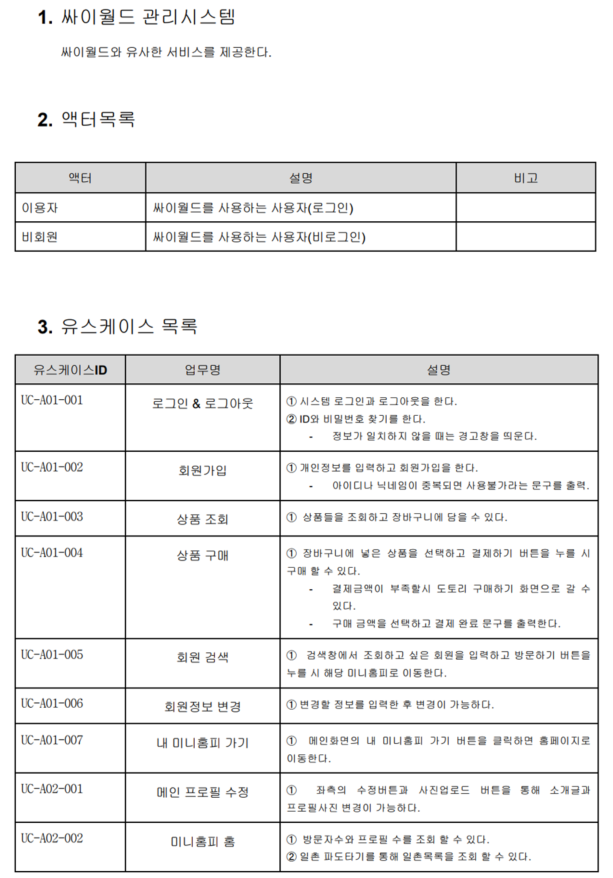 1. 싸이월드 관리시스템
싸이월드와 유사한 서비스를 제공한다.
2. 액터목록
액터 설명 비고
이용자 싸이월드를 사용하는 사용자(로그인)
비회원 싸이월드를 사용하는 사용자(비로그인)
3. 유스케이스 목록
유스케이스ID 업무명 설명
UC-A01-001 로그인 & 로그아웃 ① 시스템 로그인과 로그아웃을 한다.
② ID와 비밀번호 찾기를 한다.
- 정보가 일치하지 않을 때는 경고창을 띄운다.
UC-A01-002 회원가입 ① 개인정보를 입력하고 회원가입을 한다.
- 아이디나 닉네임이 중복되면 사용불가라는 문구를 출력.
UC-A01-003 상품 조회 ① 상품들을 조회하고 장바구니에 담을 수 있다.
UC-A01-004 상품 구매 ① 장바구니에 넣은 상품을 선택하고 결제하기 버튼을 누를 시
구매 할 수 있다.
- 결제금액이 부족할시 도토리 구매하기 화면으로 갈 수
있다.
- 구매 금액을 선택하고 결제 완료 문구를 출력한다.
UC-A01-005 회원 검색 ① 검색창에서 조회하고 싶은 회원을 입력하고 방문하기 버튼을
누를 시 해당 미니홈피로 이동한다.
UC-A01-006 회원정보 변경 ① 변경할 정보를 입력한 후 변경이 가능하다.
UC-A01-007 내 미니홈피 가기 ① 메인화면의 내 미니홈피 가기 버튼을 클릭하면 홈페이지로
이동한다.
UC-A02-001 메인 프로필 수정 ① 좌측의 수정버튼과 사진업로드 버튼을 통해 소개글과
프로필사진 변경이 가능하다.
UC-A02-002 미니홈피 홈 ① 방문자수와 프로필 수를 조회 할 수 있다.
② 일촌 파도타기를 통해 일촌목록을 조회 할 수 있다.